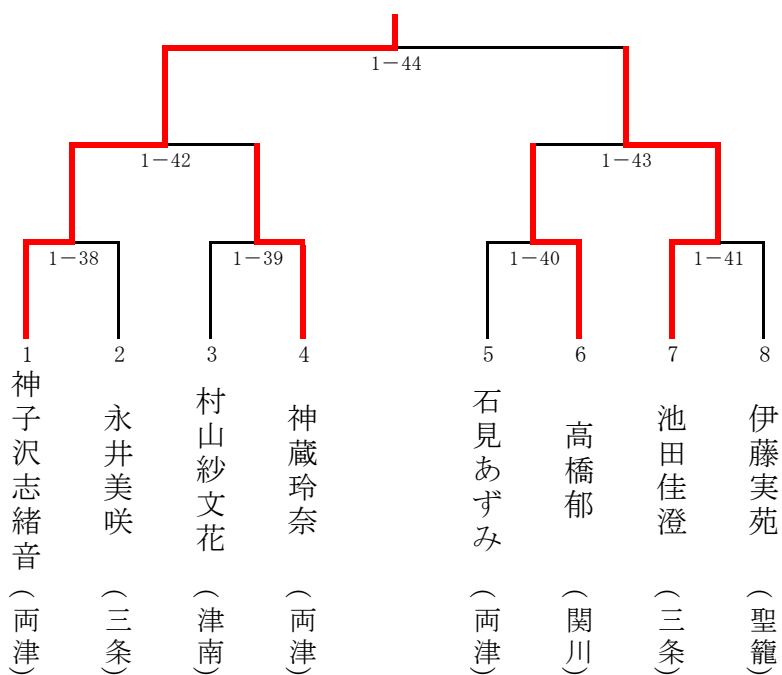 1－44
1－42
1－43
1－38
1－39
1－40
1－41
1
2
3
4
5
6
7
8
神子沢志緒音(両津)
永井美咲(三条)
村山紗文花(津南)
神蔵玲奈(両津)
石見あずみ(両津)
高橋郁(関川)
池田佳澄(三条)
伊藤実苑(聖籠)